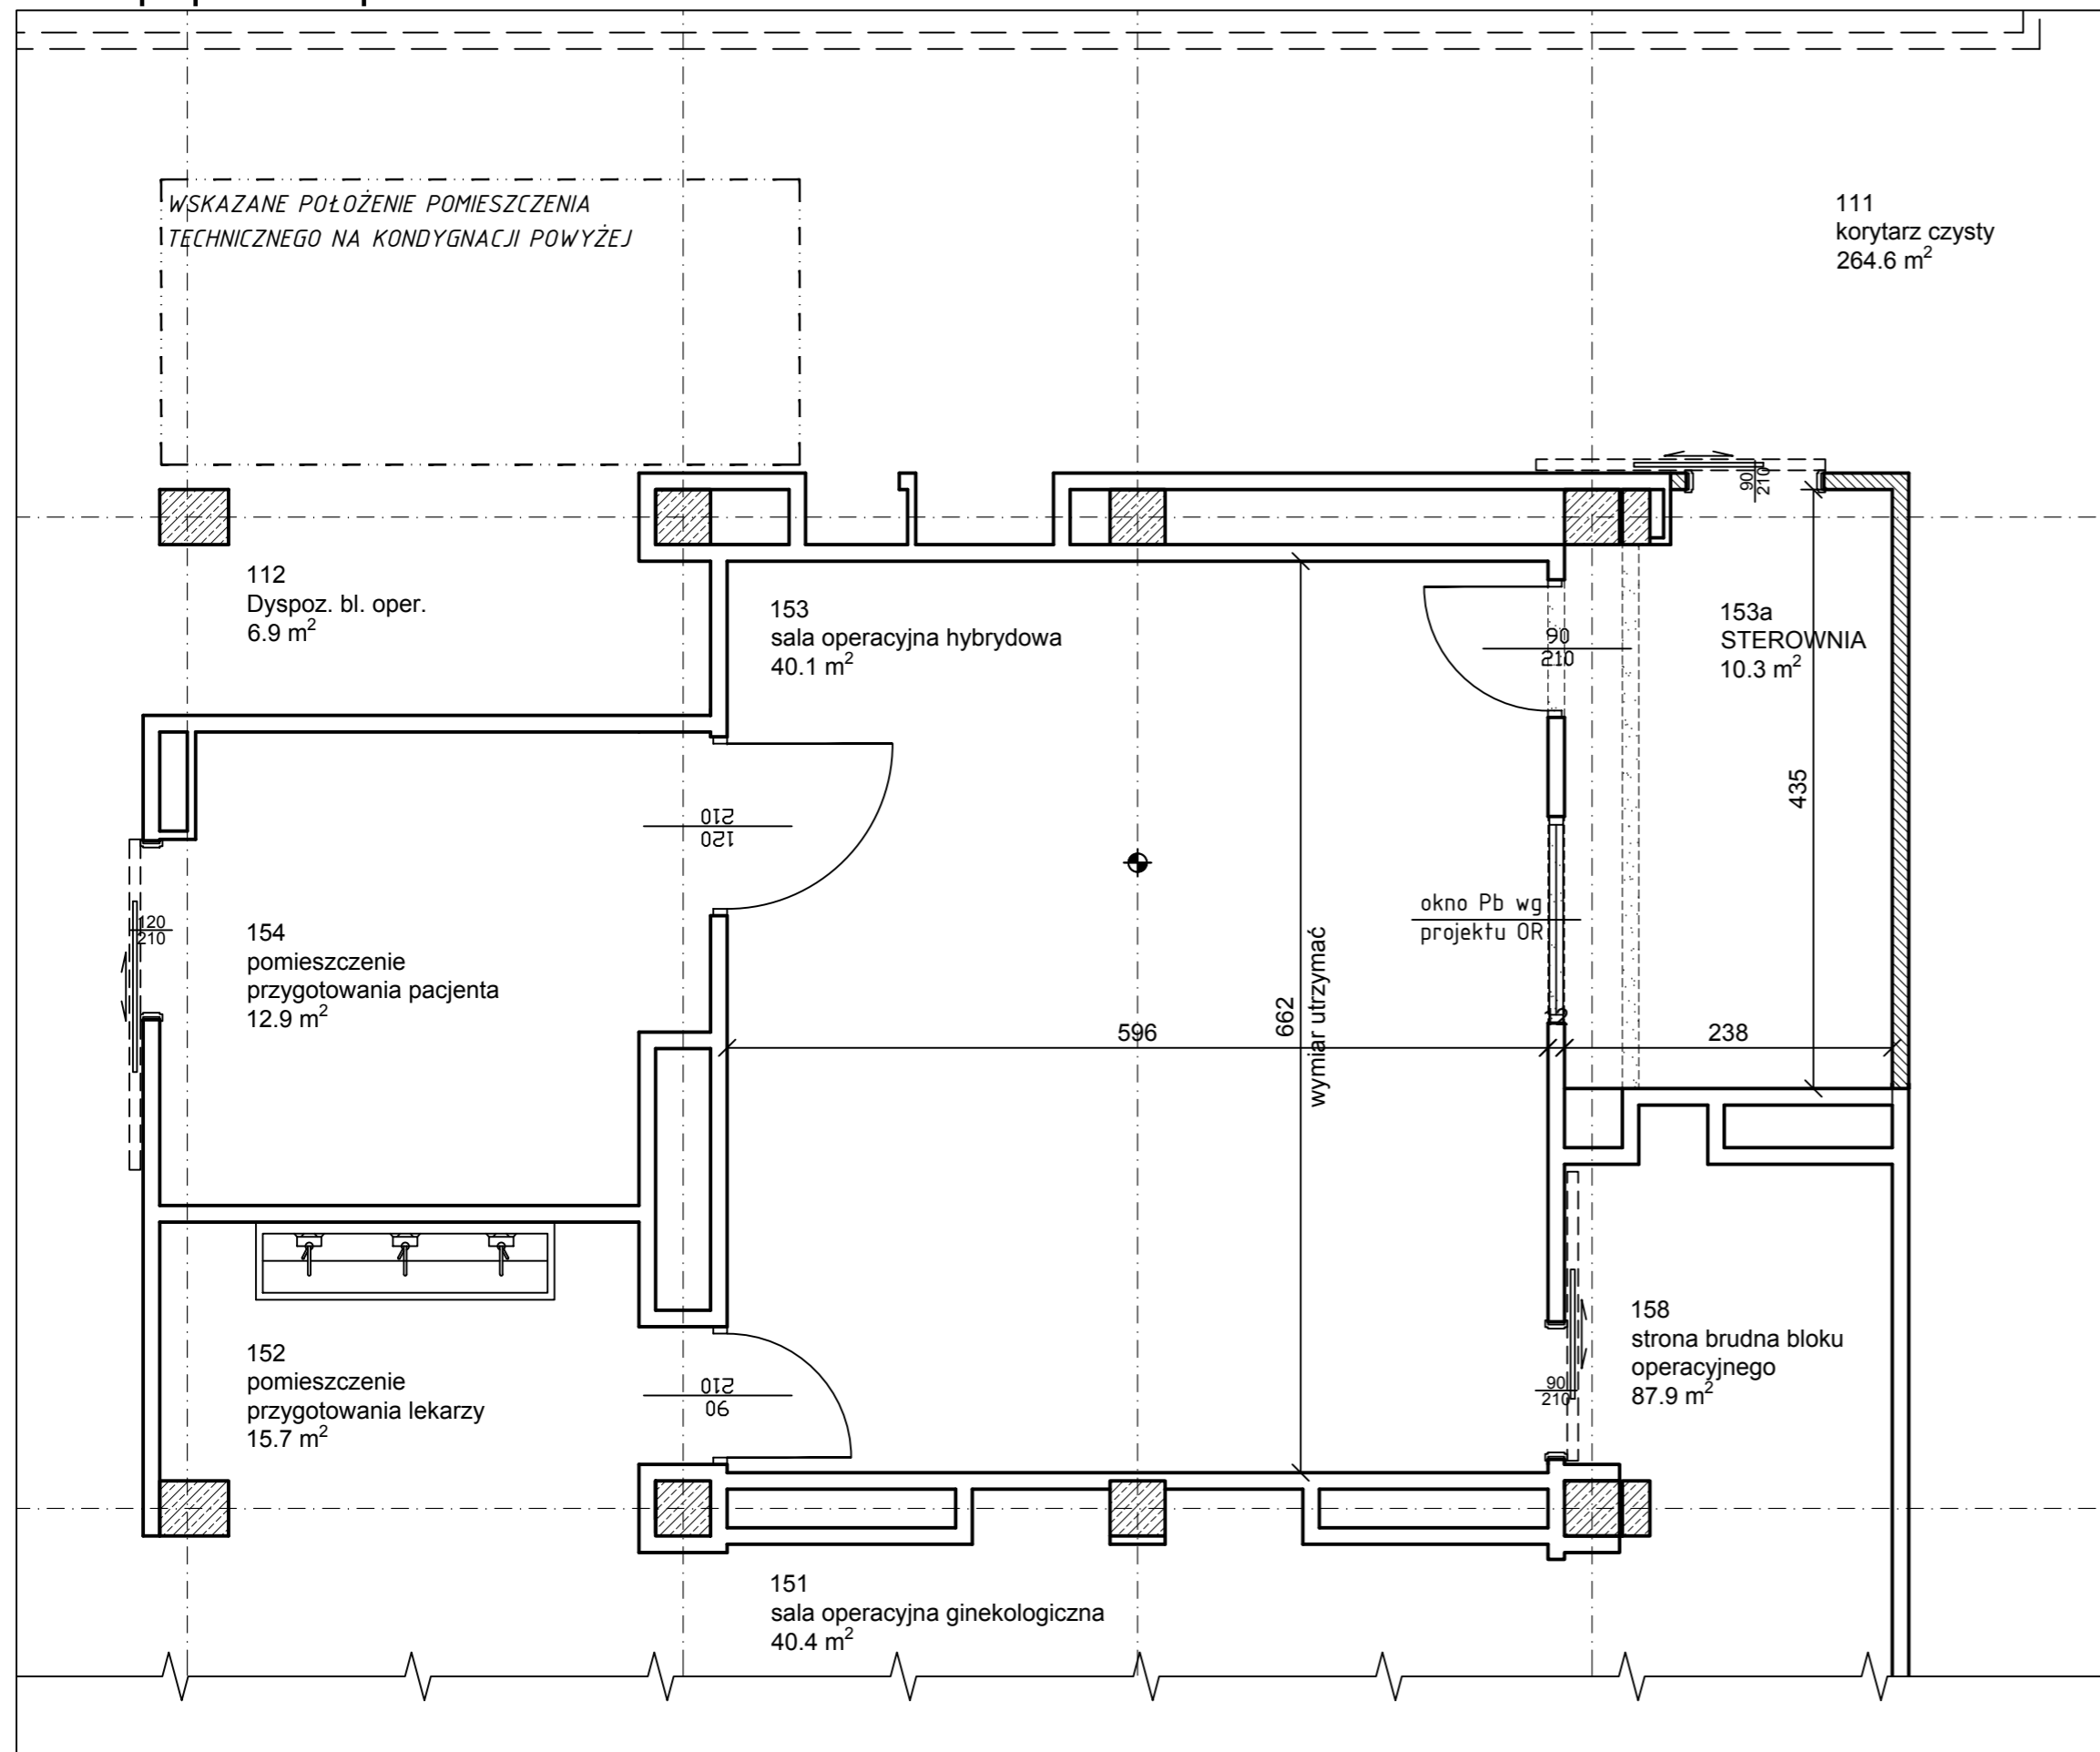 WSKAZANE POŁOŻENIE POMIESZCZENIA
TECHNICZNEGO NA KONDYGNACJI POWYŻEJ
111
korytarz czysty
264.6 m²
90
210
112
Dyspoz. bl. oper.
6.9 m²
153
sala operacyjna hybrydowa
40.1 m²
90
210
153a
STEROWNIA
10.3 m²
435
210
120
120
210
154
pomieszczenie
przygotowania pacjenta
12.9 m²
okno Pb wg
projektu OR
596
662
wymiar utrzymać
12
238
152
pomieszczenie
przygotowania lekarzy
15.7 m²
210
90
90
210
158
strona brudna bloku
operacyjnego
87.9 m²
151
sala operacyjna ginekologiczna
40.4 m²